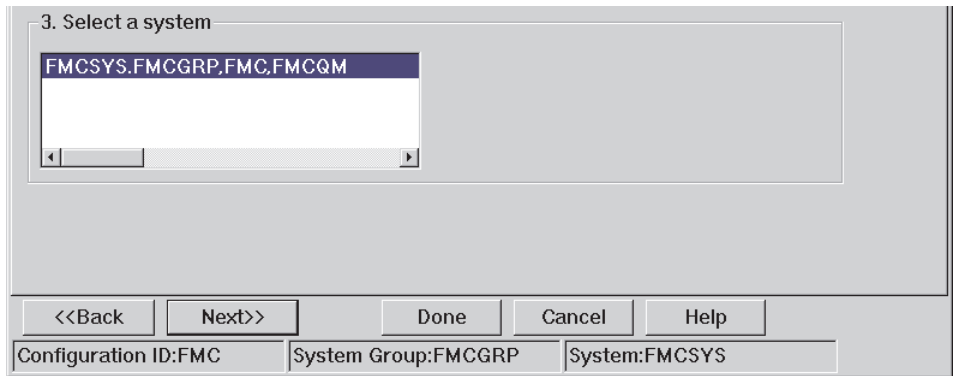 3. Select a system
FMCSYS.FMCGRP,FMC,FMCQM
<<Back Next>> Done Cancel Help
Configuration ID:FMC System Group:FMCGRP System:FMCSYS